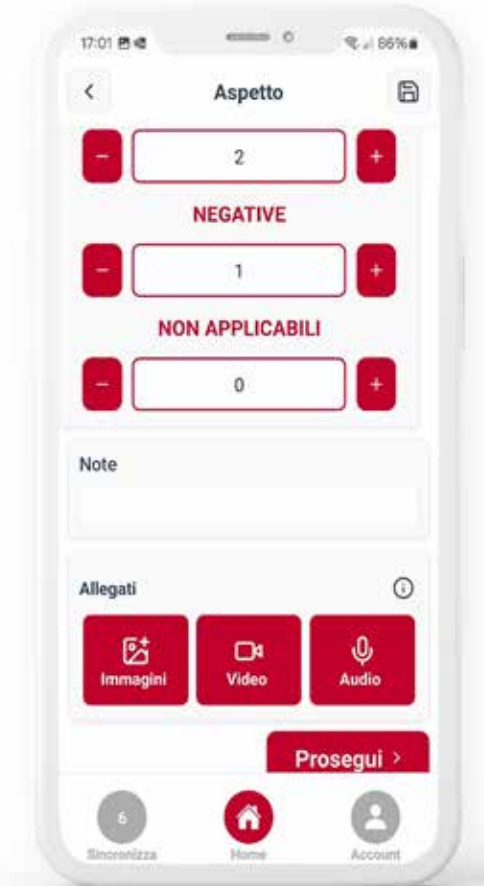 17:01
86%
Aspetto
- 2 +
NEGATIVE
- 1 +
NON APPLICABILI
- 0 +
Note
Allegati
Immagini Video Audio
Prosegui >
6
Sincronizza Home Account